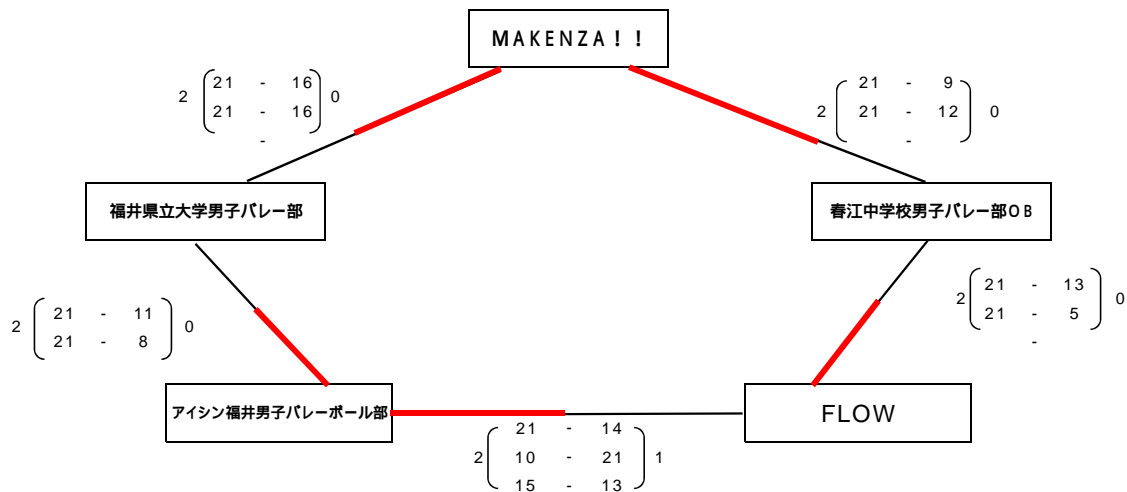 MAKENZA！！
2 21 - 16 0
21 - 16
-
2 21 - 9 0
21 - 12
-
福井県立大学男子バレー部
春江中学校男子バレー部OB
2 21 - 11 0
21 - 8
2 21 - 13 0
21 - 5
-
アイシン福井男子バレーボール部
FLOW
2 21 - 14 1
10 - 21
15 - 13